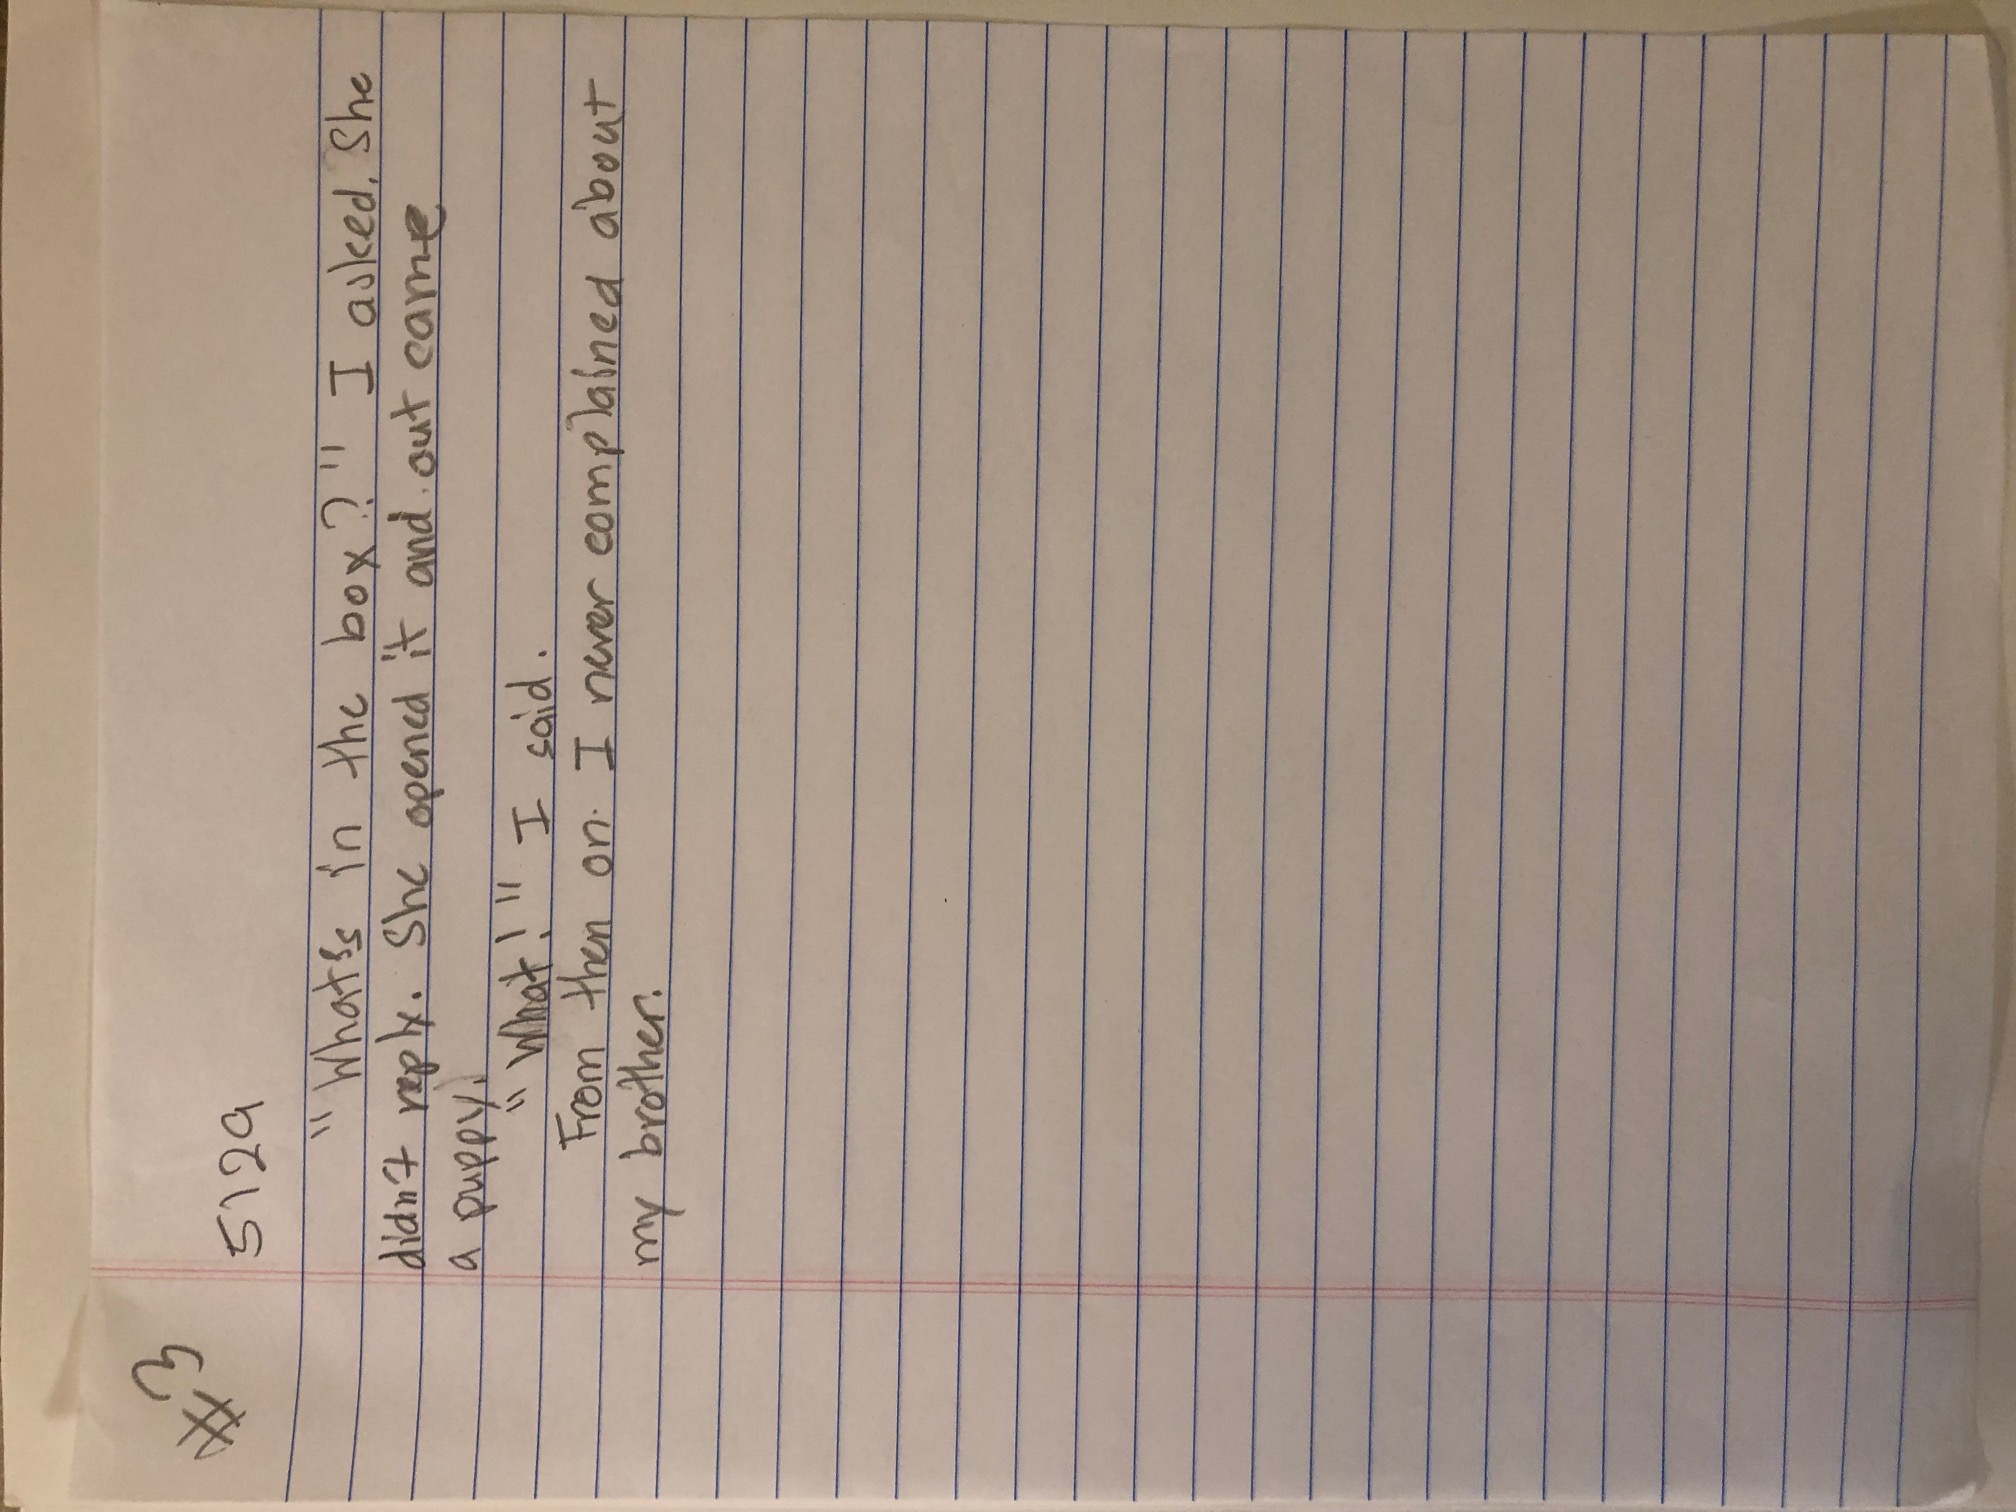 #3
5129
"What's in the box?" I asked. She
didn't reply. She opened it and out came
a puppy.
"What!" I said.
From then on. I never complained about
my brother.